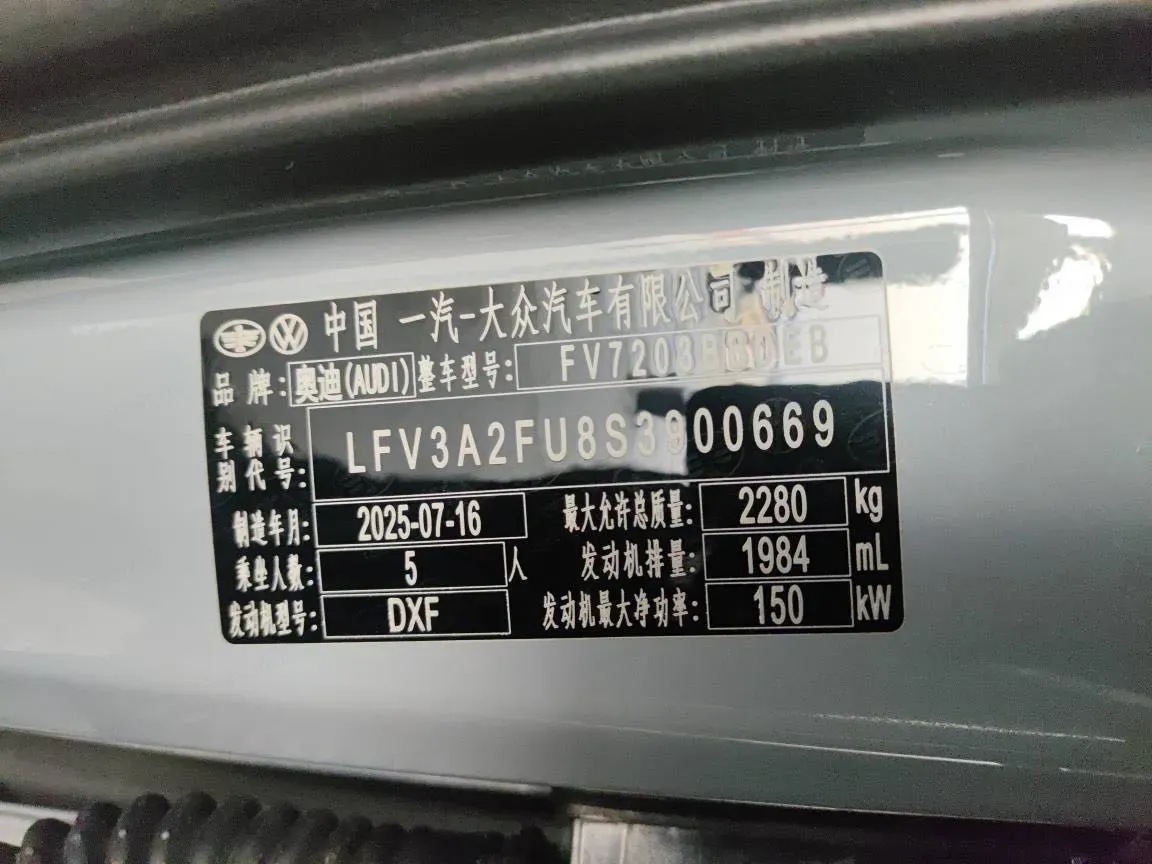 中国 一汽-大众汽车有限公司 制造
品牌: 奥迪(AUDI) 整车型号: FV7203BBDEB
车辆识别代号: LFV3A2FU8S3900669
制造年月: 2025-07-16 最大允许总质量: 2280 kg
乘坐人数: 5 人 发动机排量: 1984 mL
发动机型号: DXF 发动机最大净功率: 150 kW